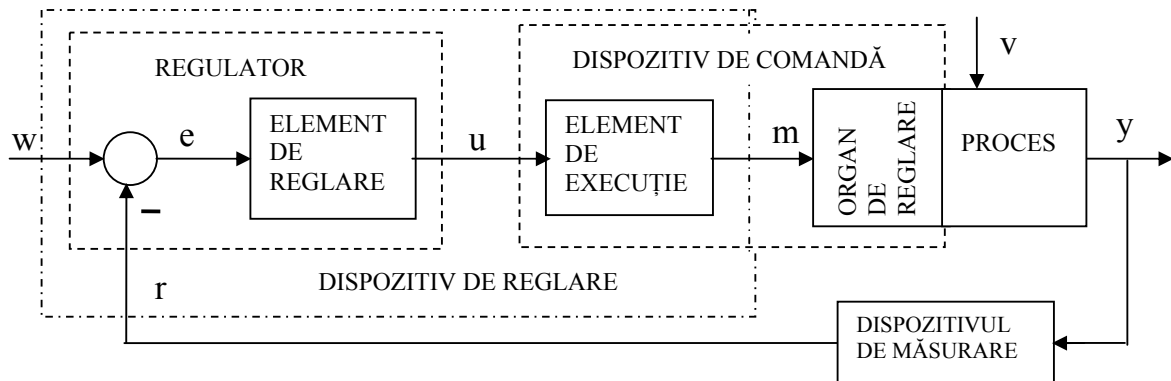 REGULATOR
DISPOZITIV DE COMANDĂ
v
w
e
ELEMENT
DE
REGLARE
u
ELEMENT
DE
EXECUȚIE
m
ORGAN
DE
REGLARE
PROCES
y
–
r
DISPOZITIV DE REGLARE
DISPOZITIVUL
DE MĂSURARE